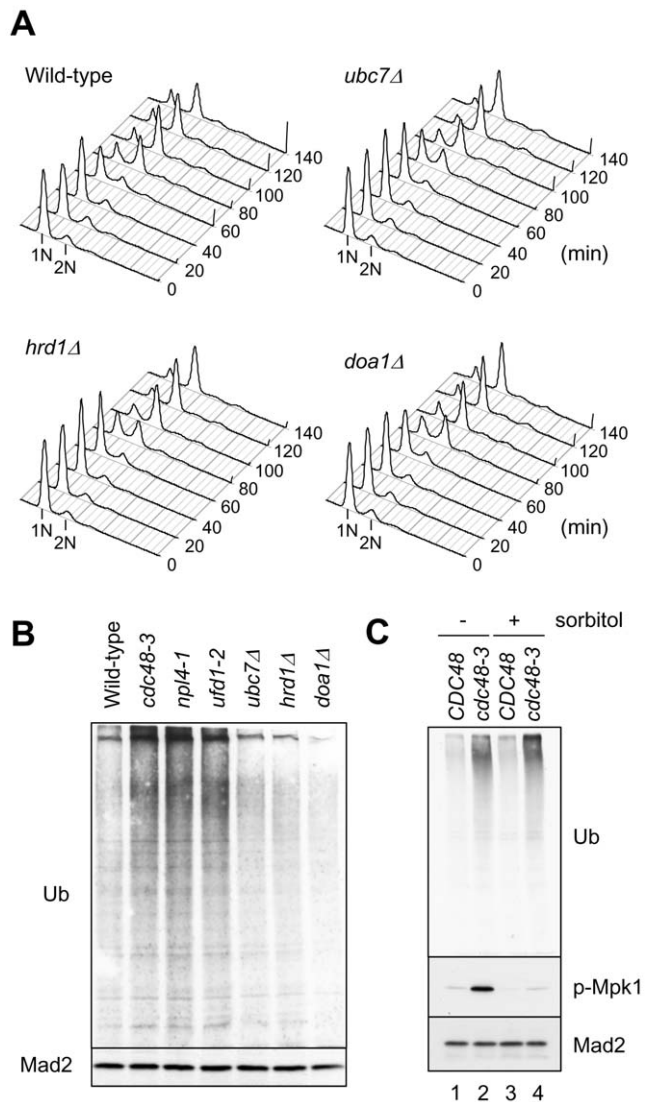 A
Wild-type
ubc7Δ
1N
2N
0
20
40
60
80
100
120
140
1N
2N
0
20
40
60
80
100
120
140
(min)
hrd1Δ
doa1Δ
1N
2N
0
20
40
60
80
100
120
140
1N
2N
0
20
40
60
80
100
120
140
(min)
B
Wild-type
cdc48-3
npl4-1
ufd1-2
ubc7Δ
hrd1Δ
doa1Δ
Ub
Mad2
C
- + sorbitol
CDC48
cdc48-3
CDC48
cdc48-3
Ub
p-Mpk1
Mad2
1 2 3 4